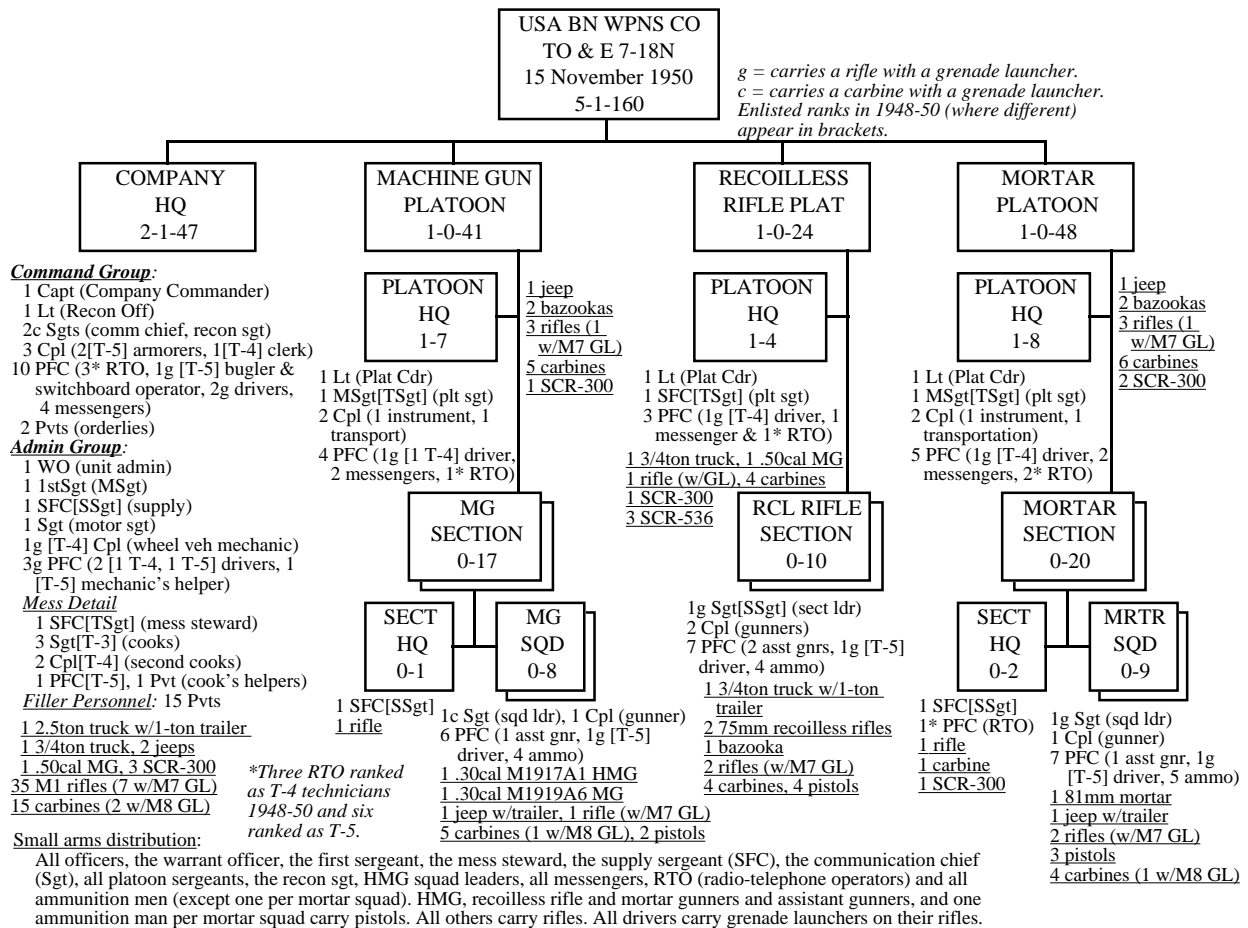 USA BN WPNS CO
TO & E 7-18N
15 November 1950
5-1-160
g = carries a rifle with a grenade launcher.
c = carries a carbine with a grenade launcher.
Enlisted ranks in 1948-50 (where different)
appear in brackets.
COMPANY
HQ
2-1-47
Command Group:
1 Capt (Company Commander)
1 Lt (Recon Off)
2c Sgts (comm chief, recon sgt)
3 Cpl (2[T-5] armorers, 1[T-4] clerk)
10 PFC (3* RTO, 1g [T-5] bugler &
switchboard operator, 2g drivers,
4 messengers)
2 Pvts (orderlies)
Admin Group:
1 WO (unit admin)
1 1stSgt (MSgt)
1 SFC[SSgt] (supply)
1 Sgt (motor sgt)
1g [T-4] Cpl (wheel veh mechanic)
3g PFC (2 [1 T-4, 1 T-5] drivers, 1
[T-5] mechanic's helper)
Mess Detail
1 SFC[TSgt] (mess steward)
3 Sgt[T-3] (cooks)
2 Cpl[T-4] (second cooks)
1 PFC[T-5], 1 Pvt (cook's helpers)
Filler Personnel: 15 Pvts
1 2.5ton truck w/1-ton trailer
1 3/4ton truck, 2 jeeps
1 .50cal MG, 3 SCR-300
35 M1 rifles (7 w/M7 GL)
15 carbines (2 w/M8 GL)
MACHINE GUN
PLATOON
1-0-41
PLATOON
HQ
1-7
1 jeep
2 bazookas
3 rifles (1
w/M7 GL)
5 carbines
1 SCR-300
1 Lt (Plat Cdr)
1 MSgt[TSgt] (plt sgt)
2 Cpl (1 instrument, 1
transport)
4 PFC (1g [1 T-4] driver,
2 messengers, 1* RTO)
MG
SECTION
0-17
SECT
HQ
0-1
1 SFC[SSgt]
1 rifle
MG
SQD
0-8
1c Sgt (sqd ldr), 1 Cpl (gunner)
6 PFC (1 asst gnr, 1g [T-5]
driver, 4 ammo)
1 .30cal M1917A1 HMG
1 .30cal M1919A6 MG
1 jeep w/trailer, 1 rifle (w/M7 GL)
5 carbines (1 w/M8 GL), 2 pistols
*Three RTO ranked
as T-4 technicians
1948-50 and six
ranked as T-5.
RECOILLESS
RIFLE PLAT
1-0-24
PLATOON
HQ
1-4
1 Lt (Plat Cdr)
1 SFC[TSgt] (plt sgt)
3 PFC (1g [T-4] driver, 1
messenger & 1* RTO)
1 3/4ton truck, 1 .50cal MG
1 rifle (w/GL), 4 carbines
1 SCR-300
3 SCR-536
RCL RIFLE
SECTION
0-10
1g Sgt[SSgt] (sect ldr)
2 Cpl (gunners)
7 PFC (2 asst gnrs, 1g [T-5]
driver, 4 ammo)
1 3/4ton truck w/1-ton
trailer
2 75mm recoilless rifles
1 bazooka
2 rifles (w/M7 GL)
4 carbines, 4 pistols
MORTAR
PLATOON
1-0-48
PLATOON
HQ
1-8
1 jeep
2 bazookas
3 rifles (1
w/M7 GL)
6 carbines
2 SCR-300
1 Lt (Plat Cdr)
1 MSgt[TSgt] (plt sgt)
2 Cpl (1 instrument, 1
transportation)
5 PFC (1g [T-4] driver, 2
messengers, 2* RTO)
MORTAR
SECTION
0-20
SECT
HQ
0-2
1 SFC[SSgt]
1* PFC (RTO)
1 rifle
1 carbine
1 SCR-300
MRTR
SQD
0-9
1g Sgt (sqd ldr)
1 Cpl (gunner)
7 PFC (1 asst gnr, 1g
[T-5] driver, 5 ammo)
1 81mm mortar
1 jeep w/trailer
2 rifles (w/M7 GL)
3 pistols
4 carbines (1 w/M8 GL)
Small arms distribution:
All officers, the warrant officer, the first sergeant, the mess steward, the supply sergeant (SFC), the communication chief
(Sgt), all platoon sergeants, the recon sgt, HMG squad leaders, all messengers, RTO (radio-telephone operators) and all
ammunition men (except one per mortar squad). HMG, recoilless rifle and mortar gunners and assistant gunners, and one
ammunition man per mortar squad carry pistols. All others carry rifles. All drivers carry grenade launchers on their rifles.